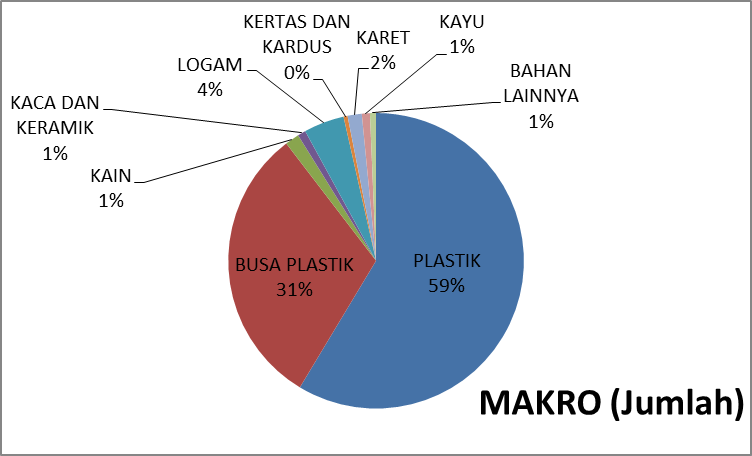 KERTAS DAN
KARDUS
0%
KARET
2%
KAYU
1%
LOGAM
4%
BAHAN
LAINNYA
1%
KACA DAN
KERAMIK
1%
KAIN
1%
BUSA PLASTIK
31%
PLASTIK
59%
MAKRO (Jumlah)